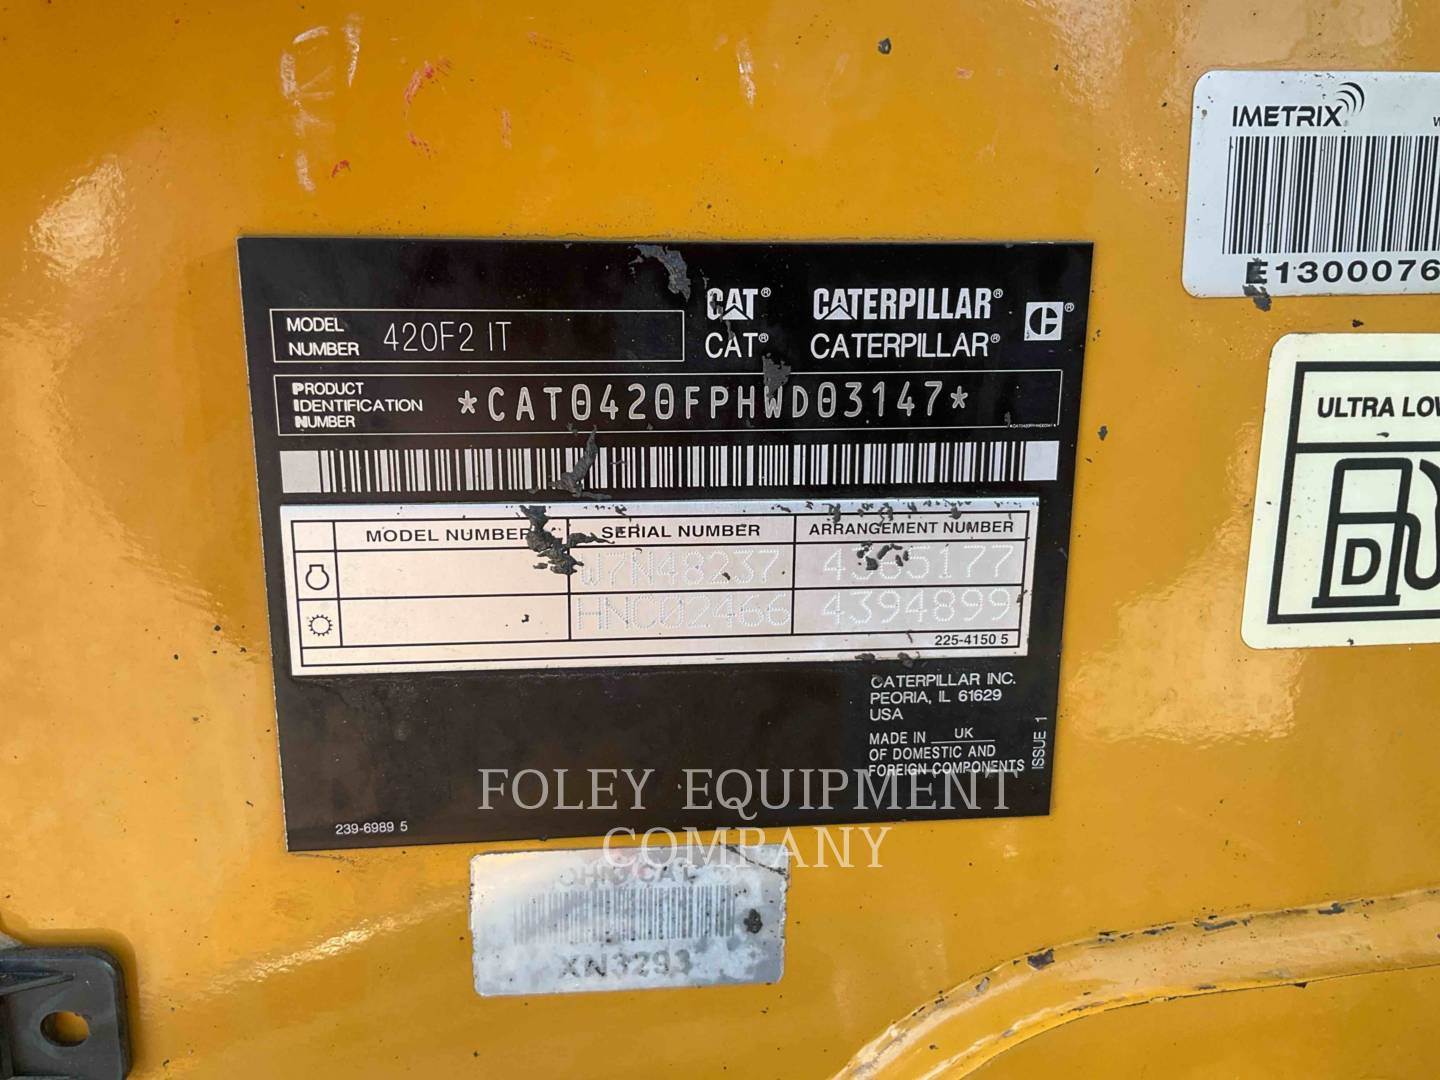 IMETRIX
E1300076
MODEL NUMBER 420F2 IT
CAT® CATERPILLAR® ®
CAT® CATERPILLAR®
PRODUCT IDENTIFICATION NUMBER *CAT0420FPHWD03147*
ULTRA LOW
D
MODEL NUMBER SERIAL NUMBER ARRANGEMENT NUMBER
W7N48237 4365177
HNC02466 4394899
225-4150 5
CATERPILLAR INC.
PEORIA, IL 61629
USA
MADE IN UK
OF DOMESTIC AND
FOREIGN COMPONENTS
ISSUE 1
239-6989 5
FOLEY EQUIPMENT
COMPANY
OHIO CAT
XN3293